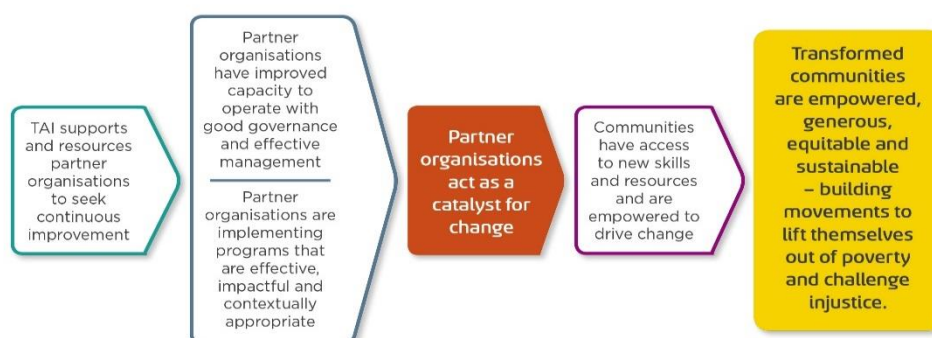 TAI supports
and resources
partner
organisations
to seek
continuous
improvement
Partner
organisations
have improved
capacity to
operate with
good governance
and effective
management
Partner
organisations are
implementing
programs that
are effective,
impactful and
contextually
appropriate
Partner
organisations
act as a
catalyst for
change
Communities
have access
to new skills
and resources
and are
empowered to
drive change
Transformed
communities
are empowered,
generous,
equitable and
sustainable
– building
movements to
lift themselves
out of poverty
and challenge
injustice.